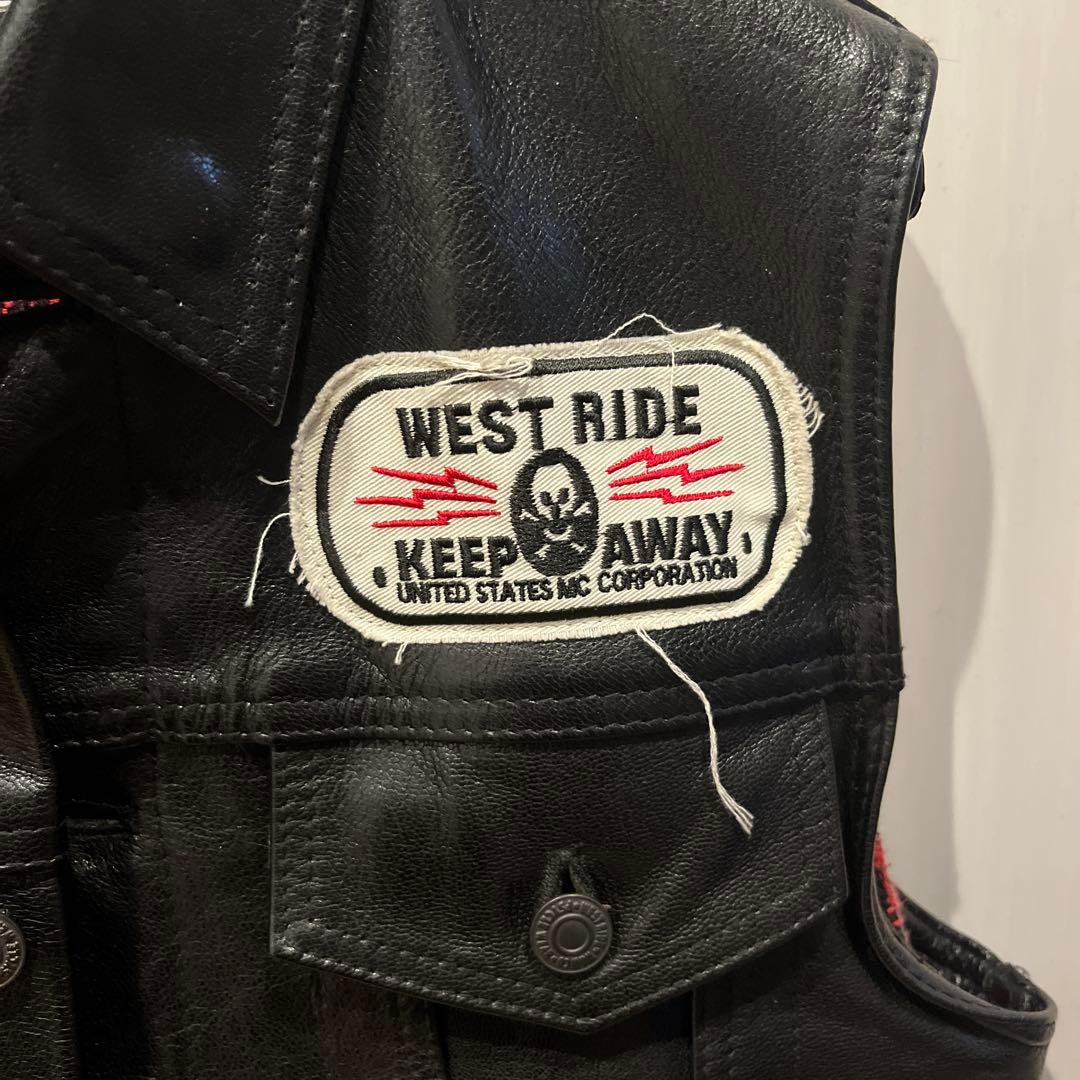 WEST RIDE
KEEP AWAY
UNITED STATES MC CORPORATION